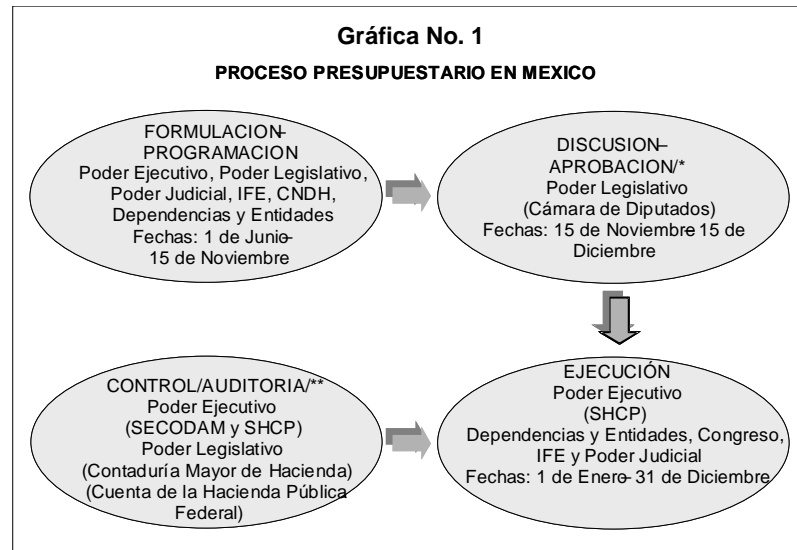 Gráfica No. 1
PROCESO PRESUPUESTARIO EN MEXICO
FORMULACION–
PROGRAMACION
Poder Ejecutivo, Poder Legislativo,
Poder Judicial, IFE, CNDH,
Dependencias y Entidades
Fechas: 1 de Junio–
15 de Noviembre
DISCUSION–
APROBACION/*
Poder Legislativo
(Cámara de Diputados)
Fechas: 15 de Noviembre– 15 de
Diciembre
CONTROL/AUDITORIA/**
Poder Ejecutivo
(SECODAM y SHCP)
Poder Legislativo
(Contaduría Mayor de Hacienda)
(Cuenta de la Hacienda Pública
Federal)
EJECUCIÓN
Poder Ejecutivo
(SHCP)
Dependencias y Entidades, Congreso,
IFE y Poder Judicial
Fechas: 1 de Enero– 31 de Diciembre